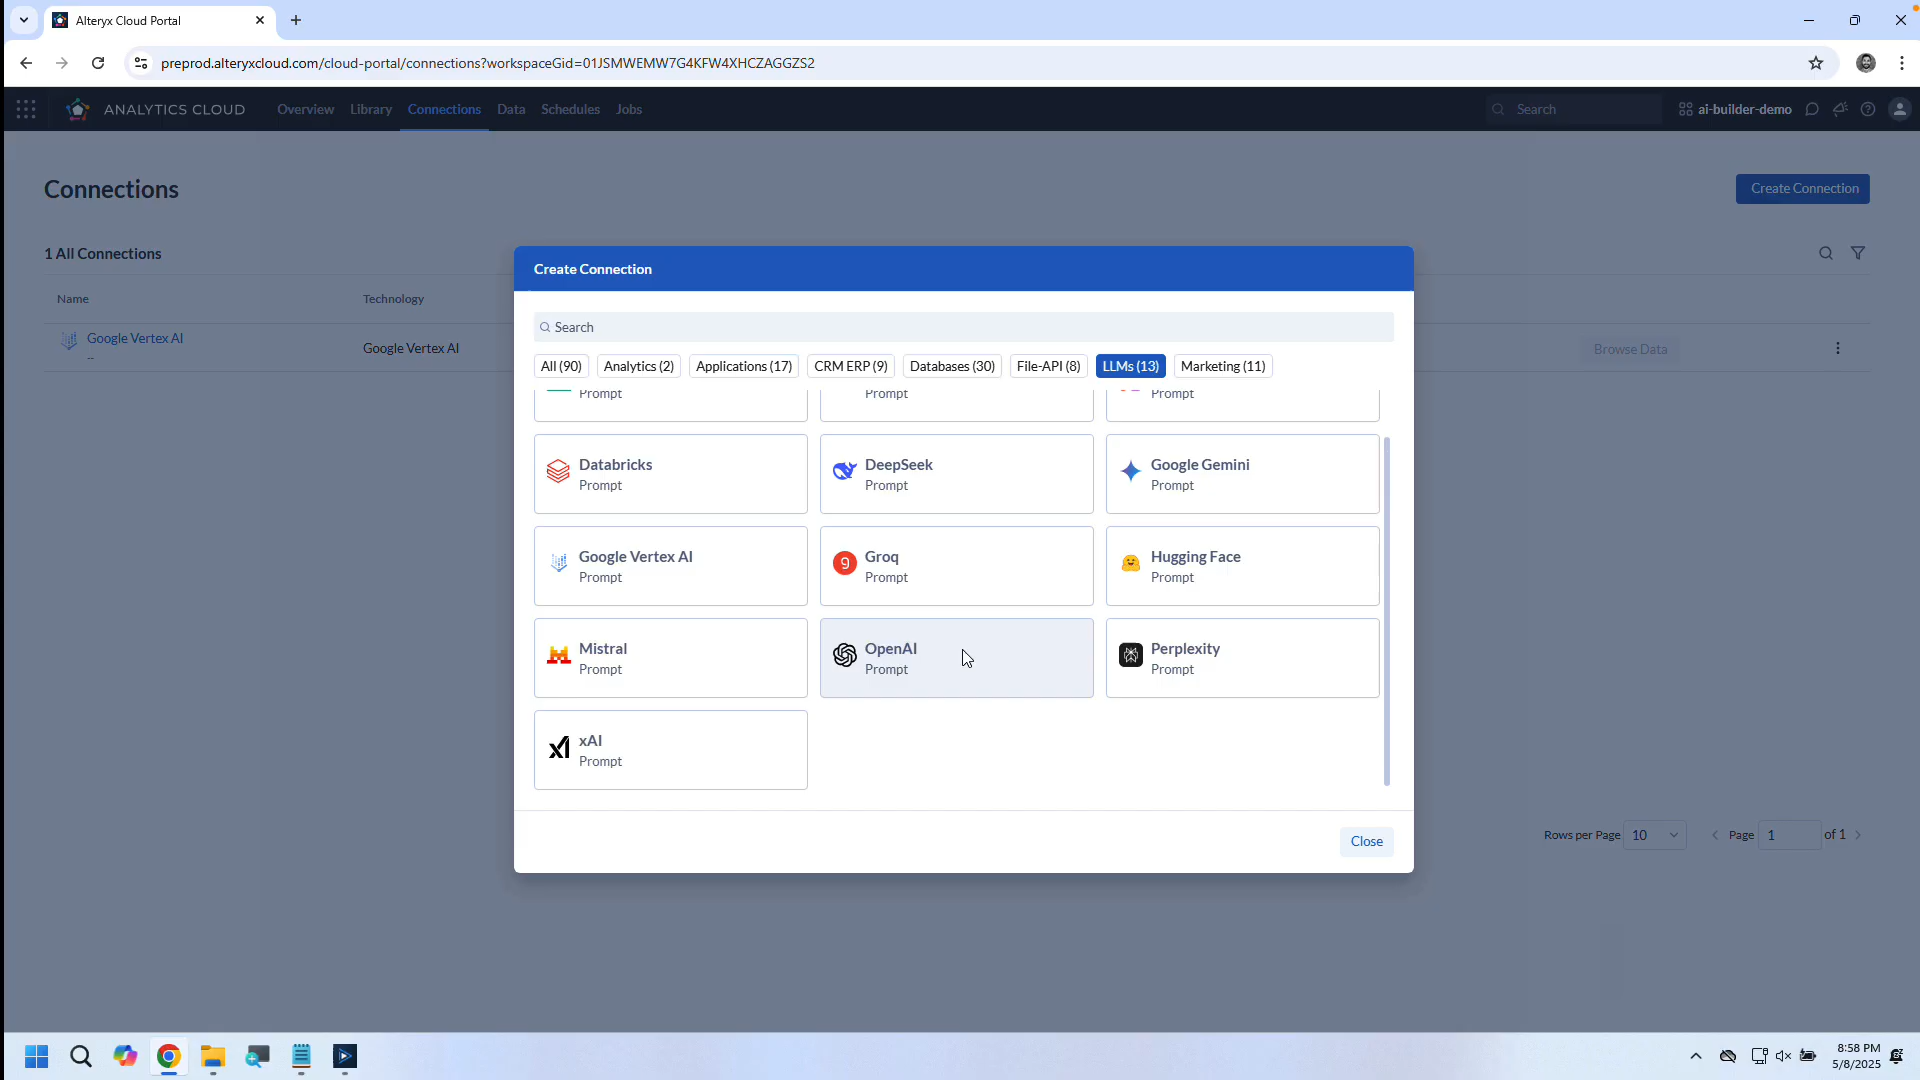 Alteryx Cloud Portal
preprod.alteryxcloud.com/cloud-portal/connections?workspaceGid=01JSMWEMW7G4KFW4XHCZAGGZS2
ANALYTICS CLOUD Overview Library Connections Data Schedules Jobs Search ai-builder-demo
Connections
Create Connection
1 All Connections
Name Technology
Google Vertex AI
Google Vertex AI
Browse Data
Create Connection
Search
All (90) Analytics (2) Applications (17) CRM ERP (9) Databases (30) File-API (8) LLMs (13) Marketing (11)
Prompt Prompt Prompt
Databricks DeepSeek Google Gemini
Prompt Prompt Prompt
Google Vertex AI Groq Hugging Face
Prompt Prompt Prompt
Mistral OpenAI Perplexity
Prompt Prompt Prompt
xAI
Prompt
Close
Rows per Page 10 Page 1 of 1
8:58 PM
5/8/2025